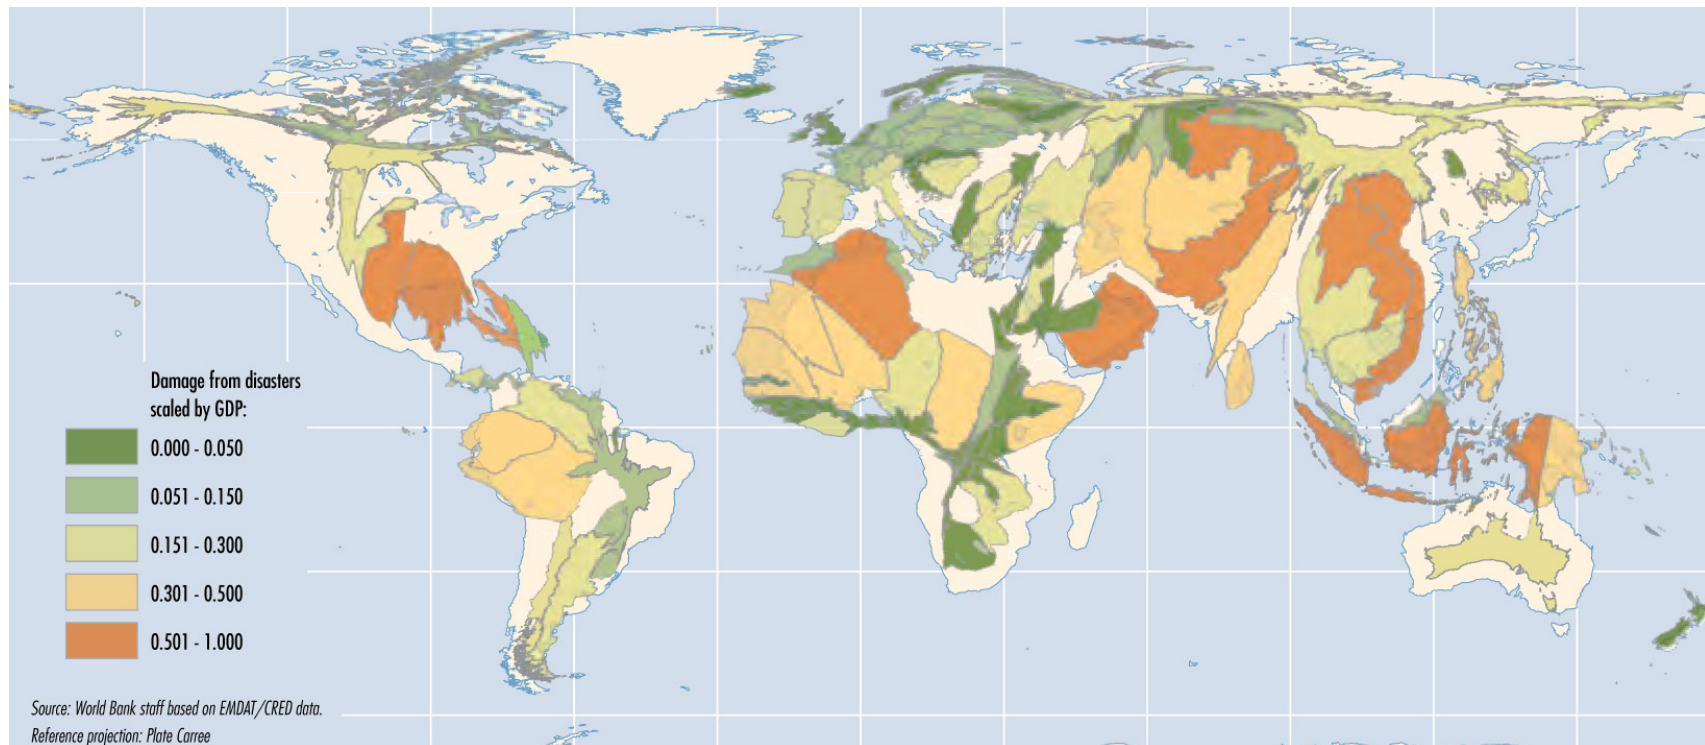 Damage from disasters
scaled by GDP:
0.000 - 0.050
0.051 - 0.150
0.151 - 0.300
0.301 - 0.500
0.501 - 1.000
Source: World Bank staff based on EMDAT/CRED data.
Reference projection: Plate Carree